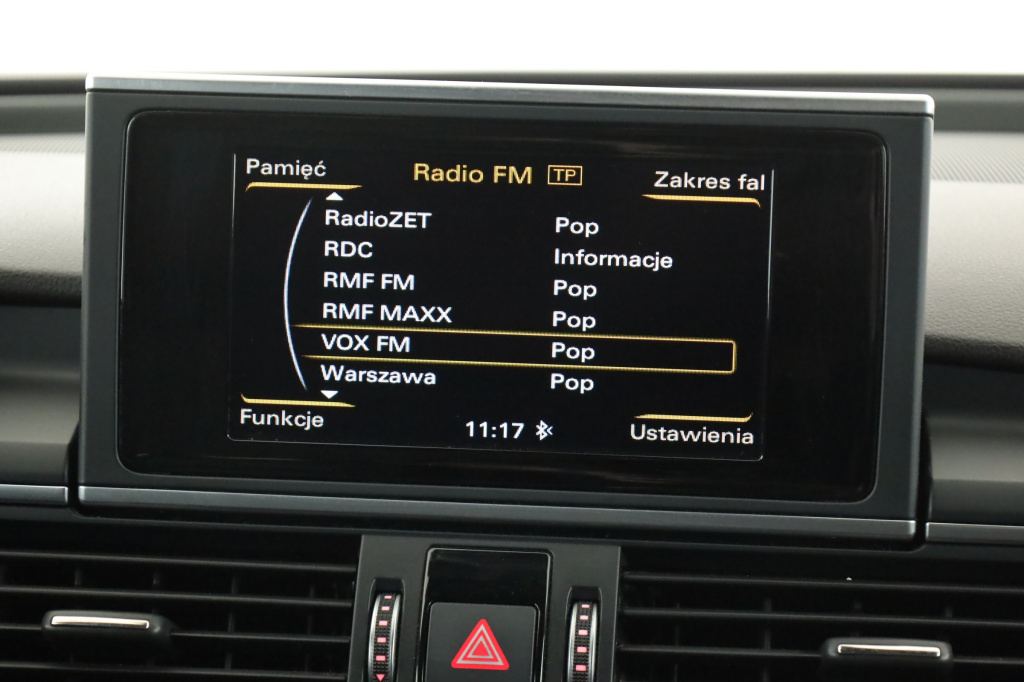 Pamięć Radio FM TP Zakres fal
RadioZET Pop
RDC Informacje
RMF FM Pop
RMF MAXX Pop
VOX FM Pop
Warszawa Pop
Funkcje 11:17 Ustawienia